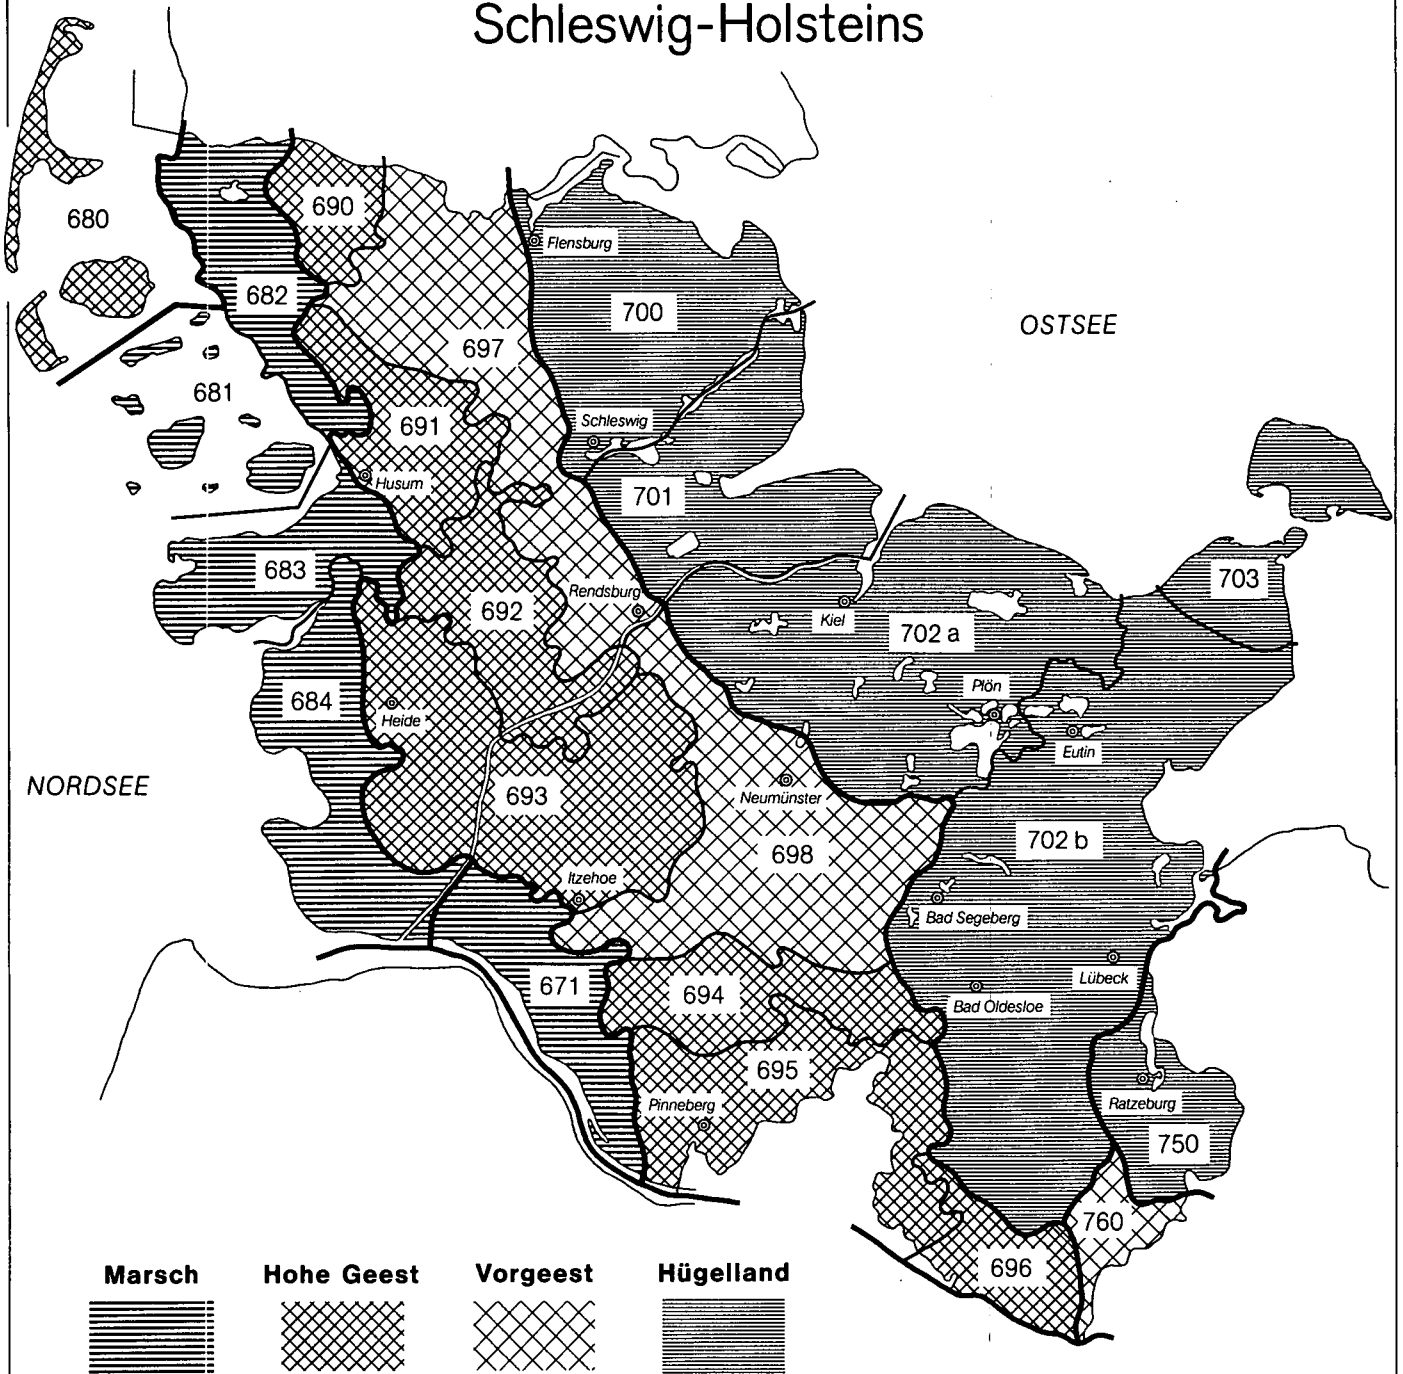 Schleswig-Holsteins
680
690
682
Flensburg
700
OSTSEE
697
681
691
Schleswig
Husum
701
683
703
692
Rendsburg
Kiel
702 a
684
Heide
Plön
Eutin
NORDSEE
693
Neumünster
698
702 b
Itzehoe
Bad Segeberg
671
694
Lübeck
Bad Oldesloe
695
Pinneberg
Ratzeburg
750
760
696
Marsch Hohe Geest Vorgeest Hügelland